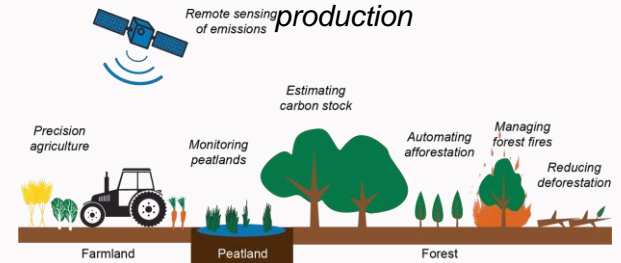 Remote sensing
of emissions
production
Estimating
carbon stock
Precision
agriculture
Monitoring
peatlands
Automating
afforestation
Managing
forest fires
Reducing
deforestation
Farmland
Peatland
Forest